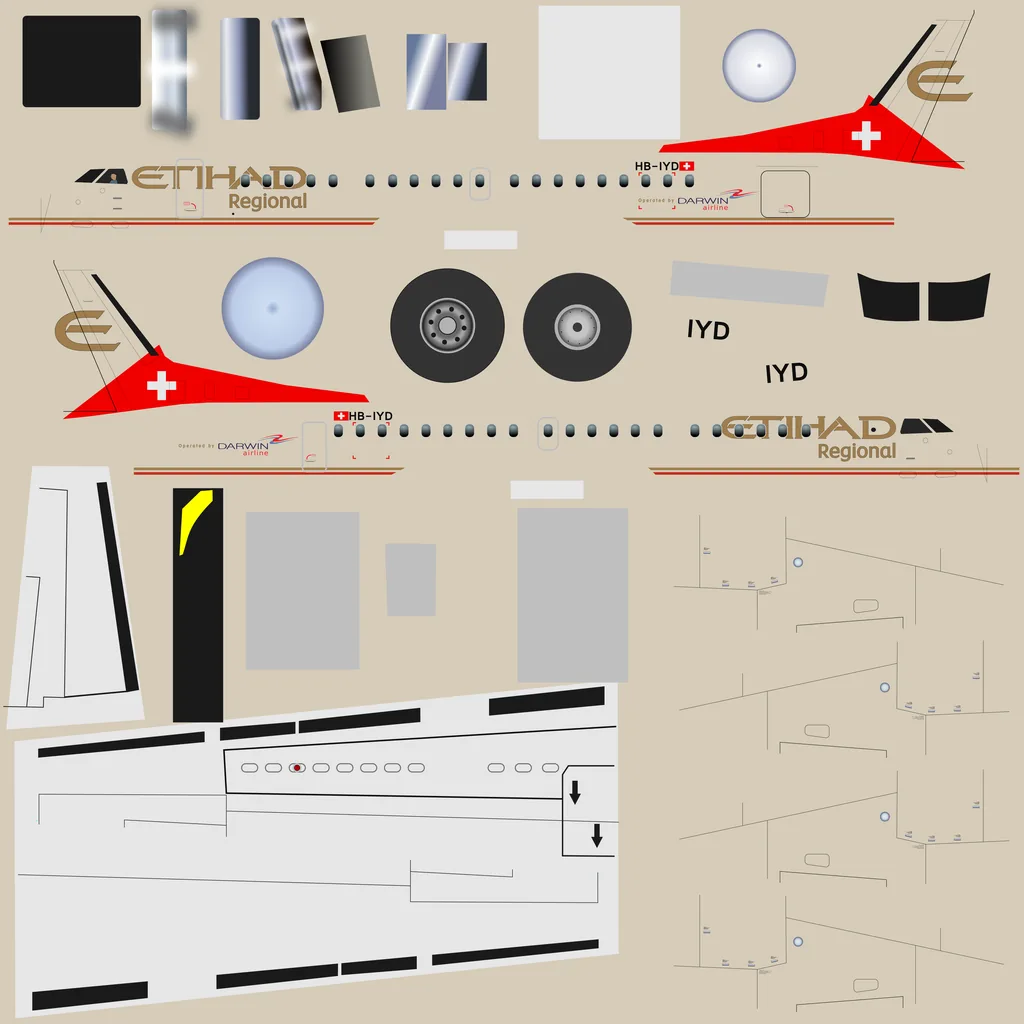 HB-IYD
ETIHAD
Regional
Operated by DARWIN
airline
IYD
IYD
HB-IYD
ETIHAD
Regional
Operated by DARWIN
airline